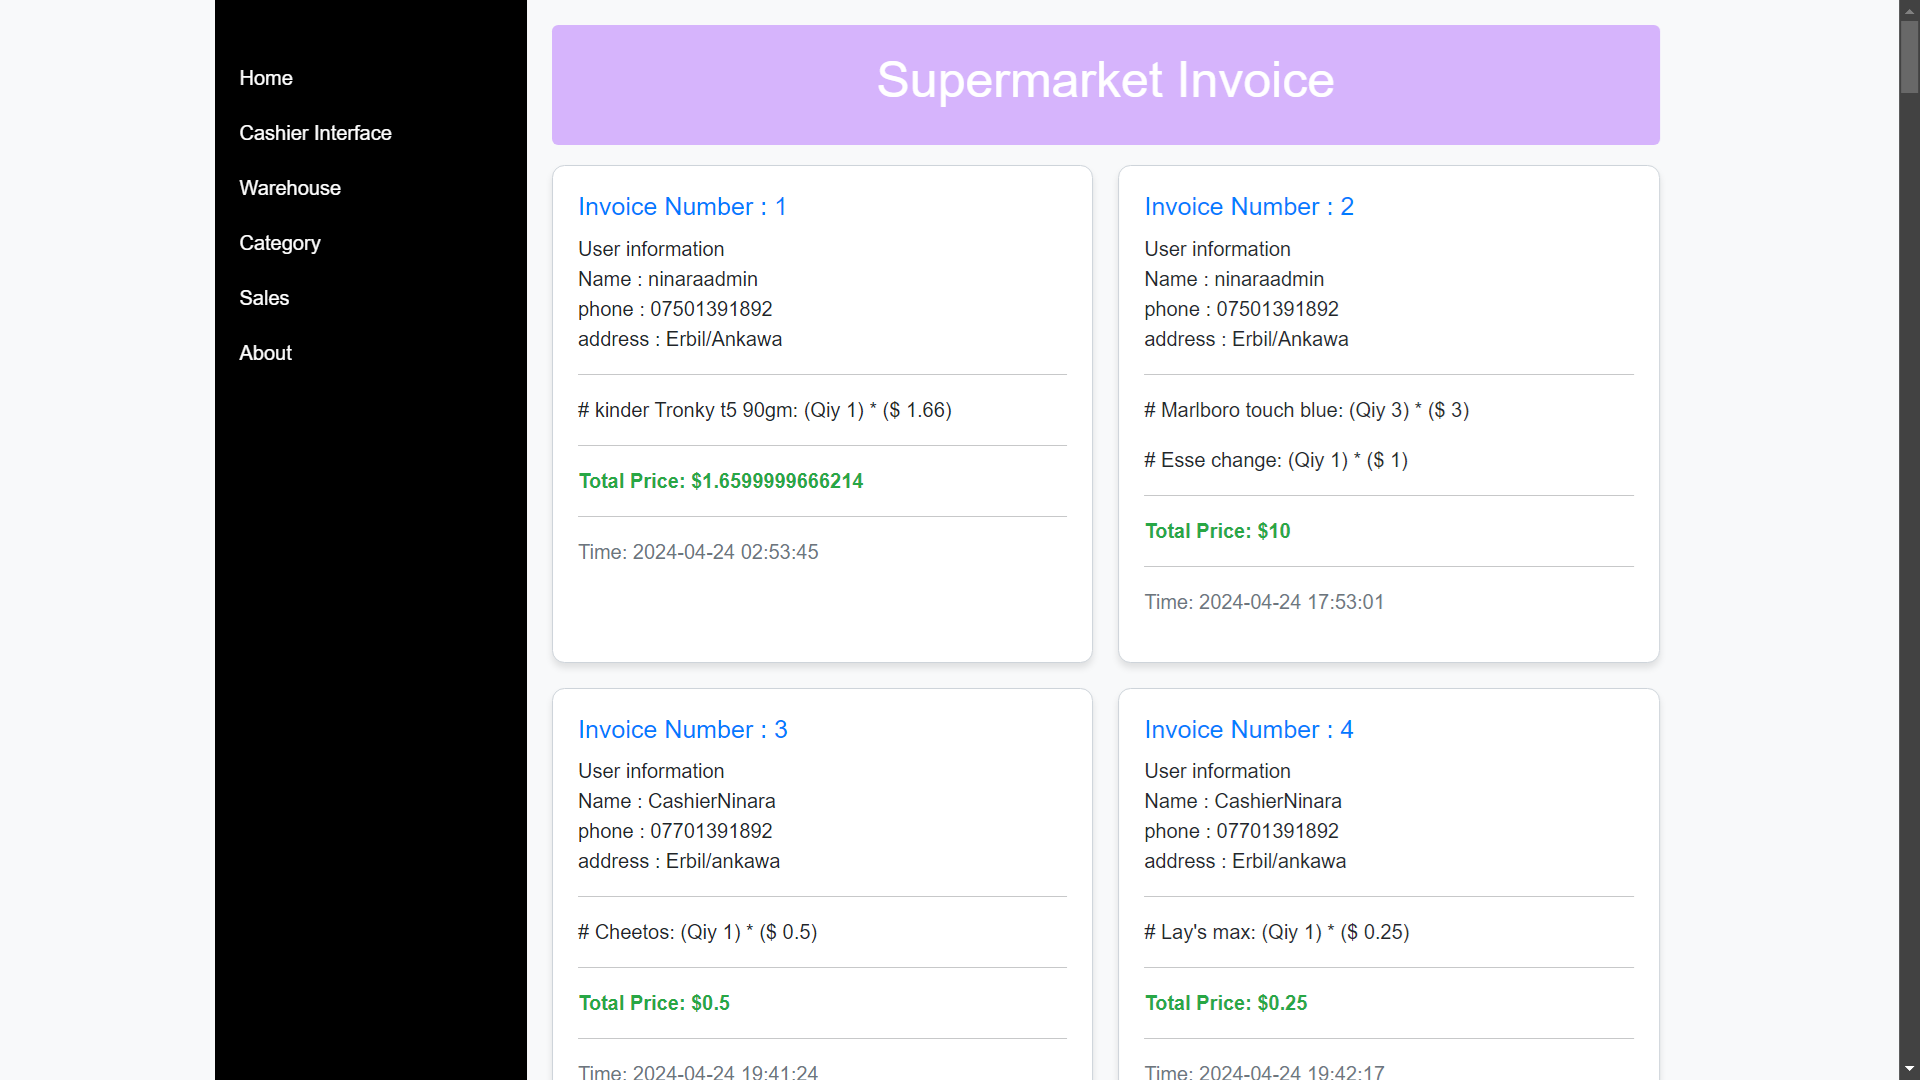 Home
Cashier Interface
Warehouse
Category
Sales
About
Supermarket Invoice
Invoice Number : 1
User information
Name : ninaraadmin
phone : 07501391892
address : Erbil/Ankawa
# kinder Tronky t5 90gm: (Qiy 1) * ($ 1.66)
Total Price: $1.6599999666214
Time: 2024-04-24 02:53:45
Invoice Number : 2
User information
Name : ninaraadmin
phone : 07501391892
address : Erbil/Ankawa
# Marlboro touch blue: (Qiy 3) * ($ 3)
# Esse change: (Qiy 1) * ($ 1)
Total Price: $10
Time: 2024-04-24 17:53:01
Invoice Number : 3
User information
Name : CashierNinara
phone : 07701391892
address : Erbil/ankawa
# Cheetos: (Qiy 1) * ($ 0.5)
Total Price: $0.5
Time: 2024-04-24 19:41:24
Invoice Number : 4
User information
Name : CashierNinara
phone : 07701391892
address : Erbil/ankawa
# Lay's max: (Qiy 1) * ($ 0.25)
Total Price: $0.25
Time: 2024-04-24 19:42:17